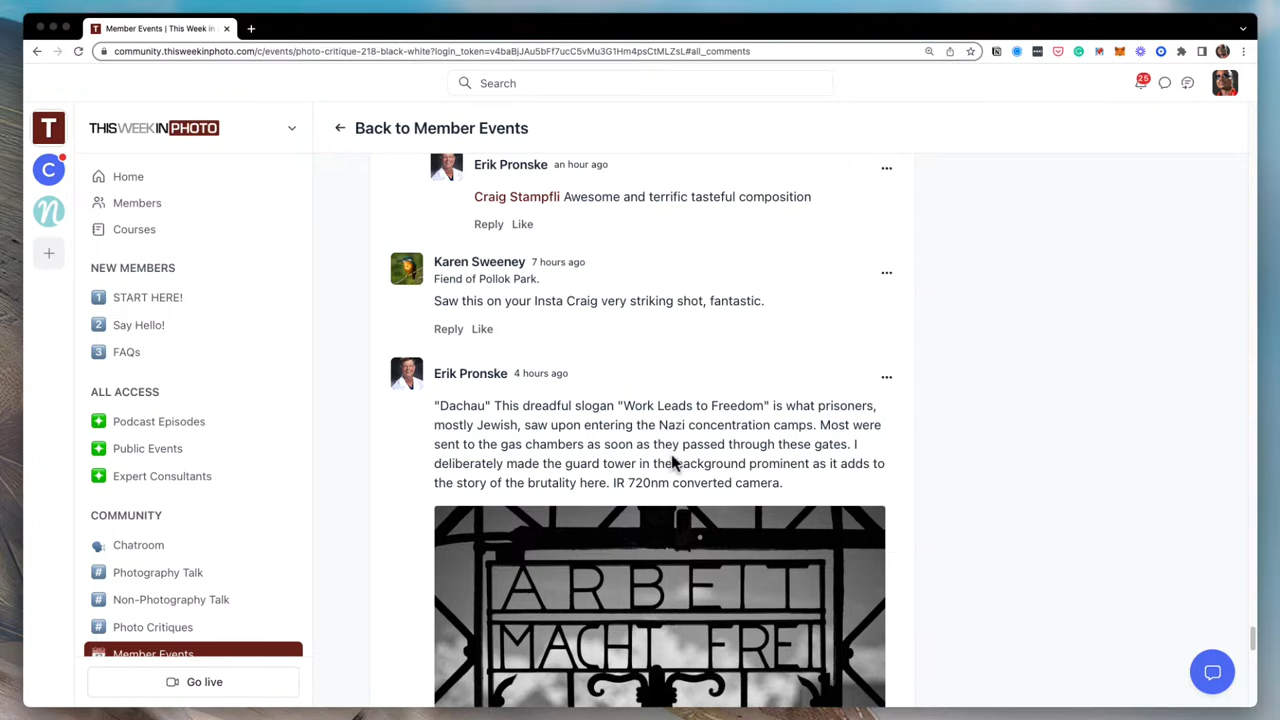 Member Events | This Week in
community.thisweekinphoto.com/c/events/photo-critique-218-black-white?login_token=v4baBjJAu5bFf7ucC5vMu3G1Hm4psCtMLZsL#all_comments
Search
25
T
THISWEEKINPHOTO
Back to Member Events
C
n
Home
Members
Courses
NEW MEMBERS
1 START HERE!
2 Say Hello!
3 FAQs
ALL ACCESS
Podcast Episodes
Public Events
Expert Consultants
COMMUNITY
Chatroom
# Photography Talk
# Non-Photography Talk
# Photo Critiques
Member Events
Go live
Erik Pronske an hour ago
Craig Stampfli Awesome and terrific tasteful composition
Reply Like
Karen Sweeney 7 hours ago
Fiend of Pollok Park.
Saw this on your Insta Craig very striking shot, fantastic.
Reply Like
Erik Pronske 4 hours ago
"Dachau" This dreadful slogan "Work Leads to Freedom" is what prisoners,
mostly Jewish, saw upon entering the Nazi concentration camps. Most were
sent to the gas chambers as soon as they passed through these gates. I
deliberately made the guard tower in the background prominent as it adds to
the story of the brutality here. IR 720nm converted camera.
ARBEIT
MACHT FREI